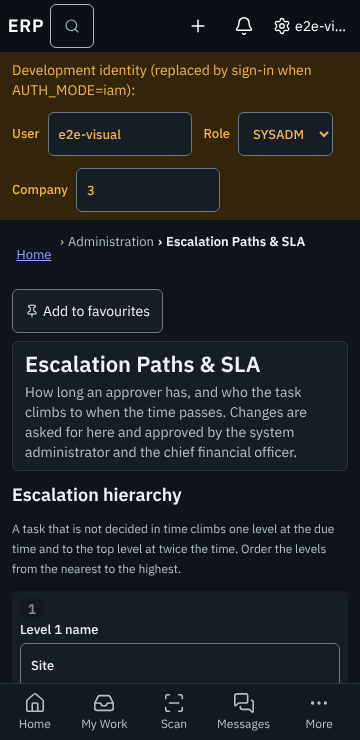 ERP
e2e-vi...
Development identity (replaced by sign-in when
AUTH_MODE=iam):
User e2e-visual Role SYSADM
Company 3
Home › Administration › Escalation Paths & SLA
Add to favourites
Escalation Paths & SLA
How long an approver has, and who the task
climbs to when the time passes. Changes are
asked for here and approved by the system
administrator and the chief financial officer.
Escalation hierarchy
A task that is not decided in time climbs one level at the due
time and to the top level at twice the time. Order the levels
from the nearest to the highest.
1
Level 1 name
Site
Home My Work Scan Messages More